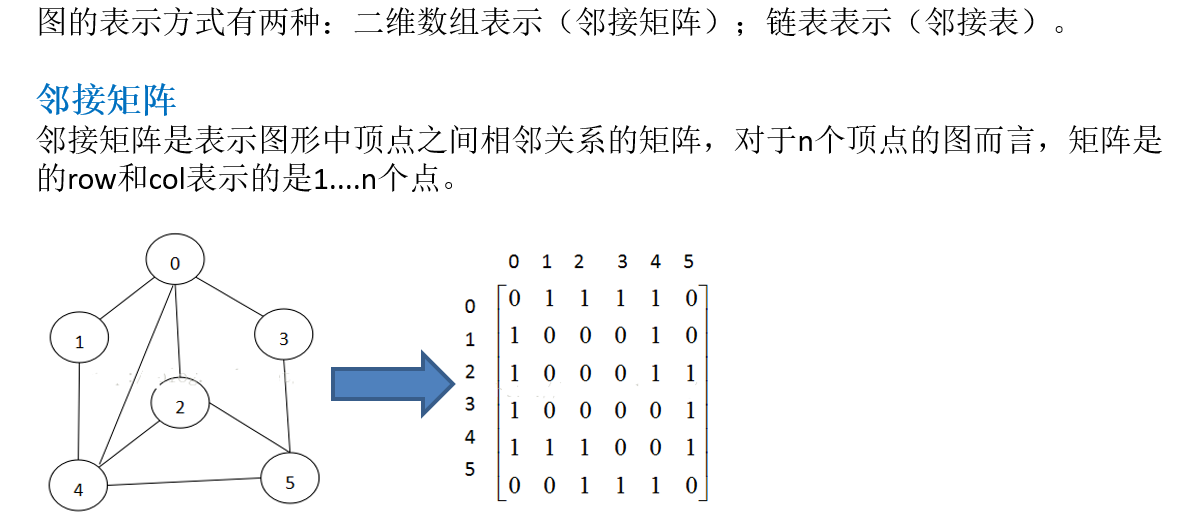 图的表示方式有两种：二维数组表示（邻接矩阵）；链表表示（邻接表）。
邻接矩阵
邻接矩阵是表示图形中顶点之间相邻关系的矩阵，对于n个顶点的图而言，矩阵是
的row和col表示的是1....n个点。
0
1
3
2
4
5
0 1 2 3 4 5
0 0 1 1 1 1 0
1 1 0 0 0 1 0
2 1 0 0 0 1 1
3 1 0 0 0 0 1
4 1 1 1 0 0 1
5 0 0 1 1 1 0